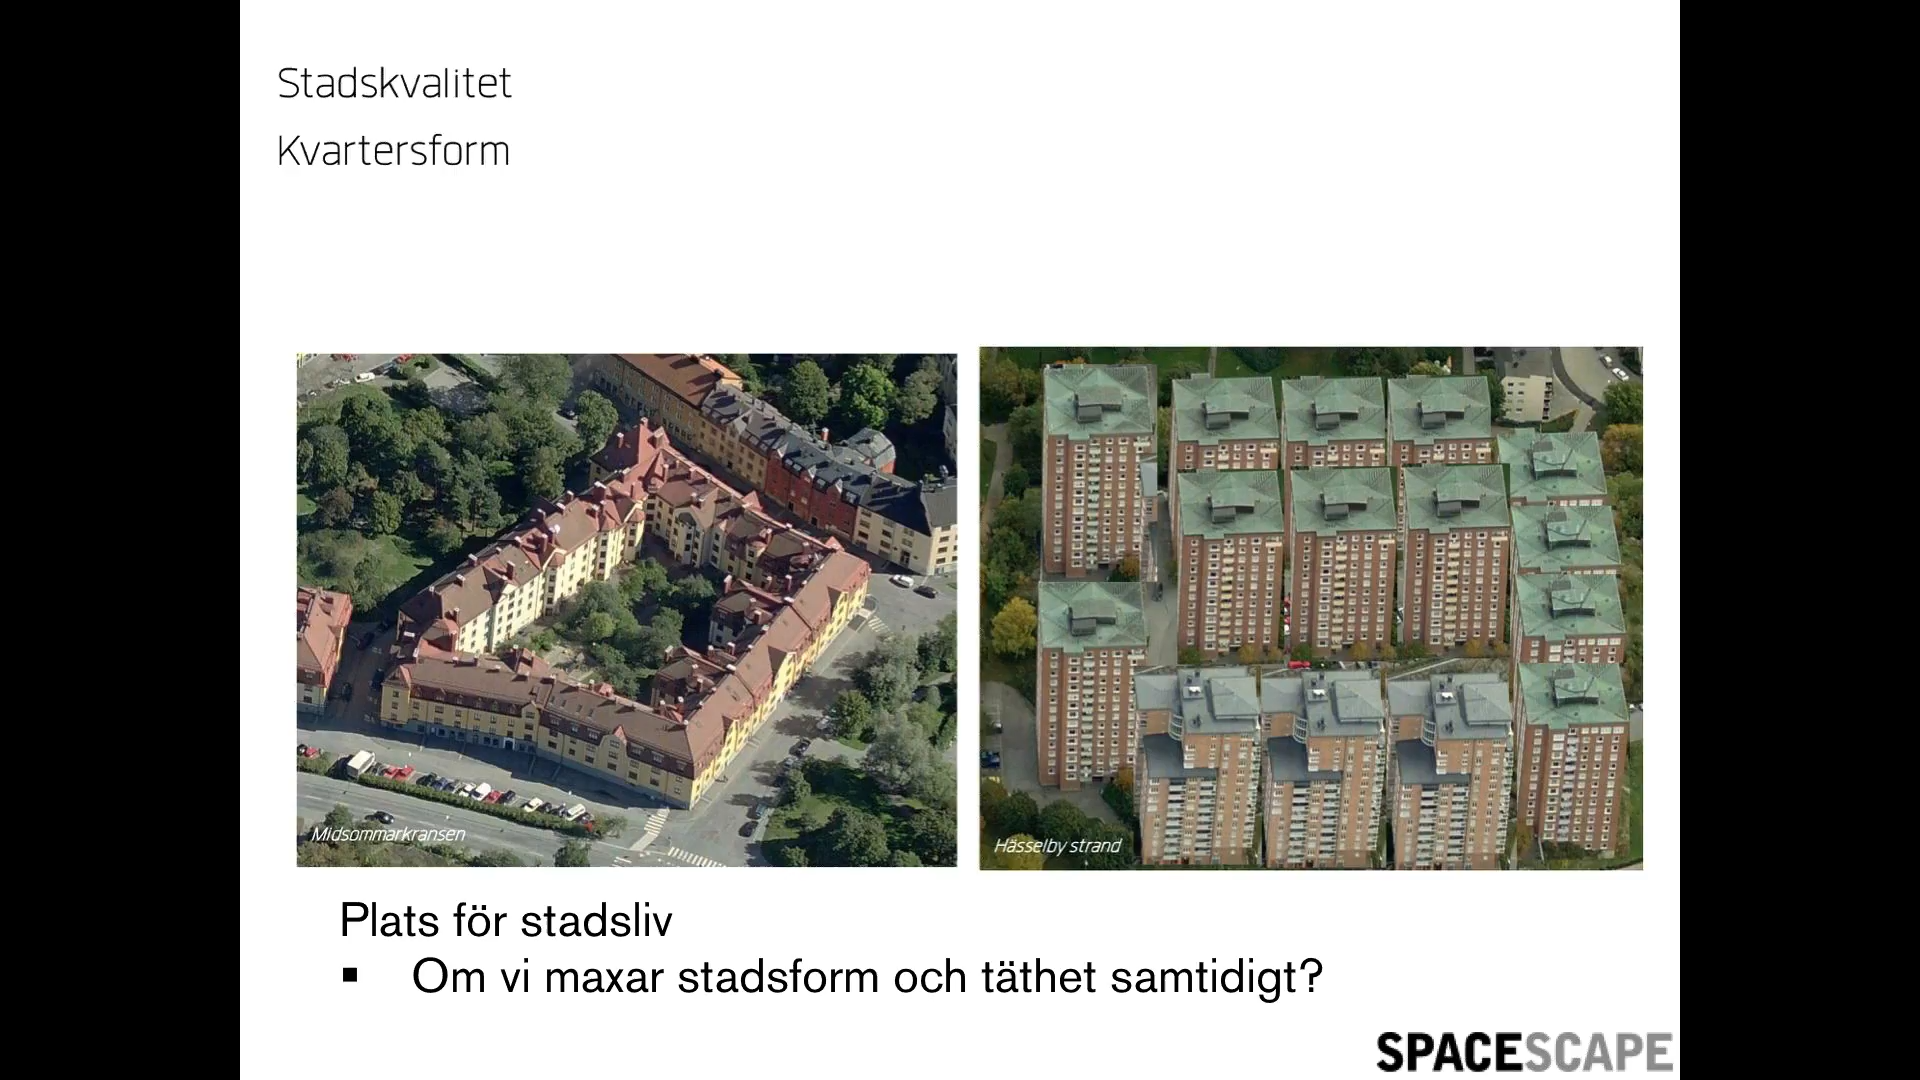 Stadskvalitet
Kvartersform
Midsommarkransen
Hässelby strand
Plats för stadsliv
▪ Om vi maxar stadsform och täthet samtidigt?
SPACESCAPE